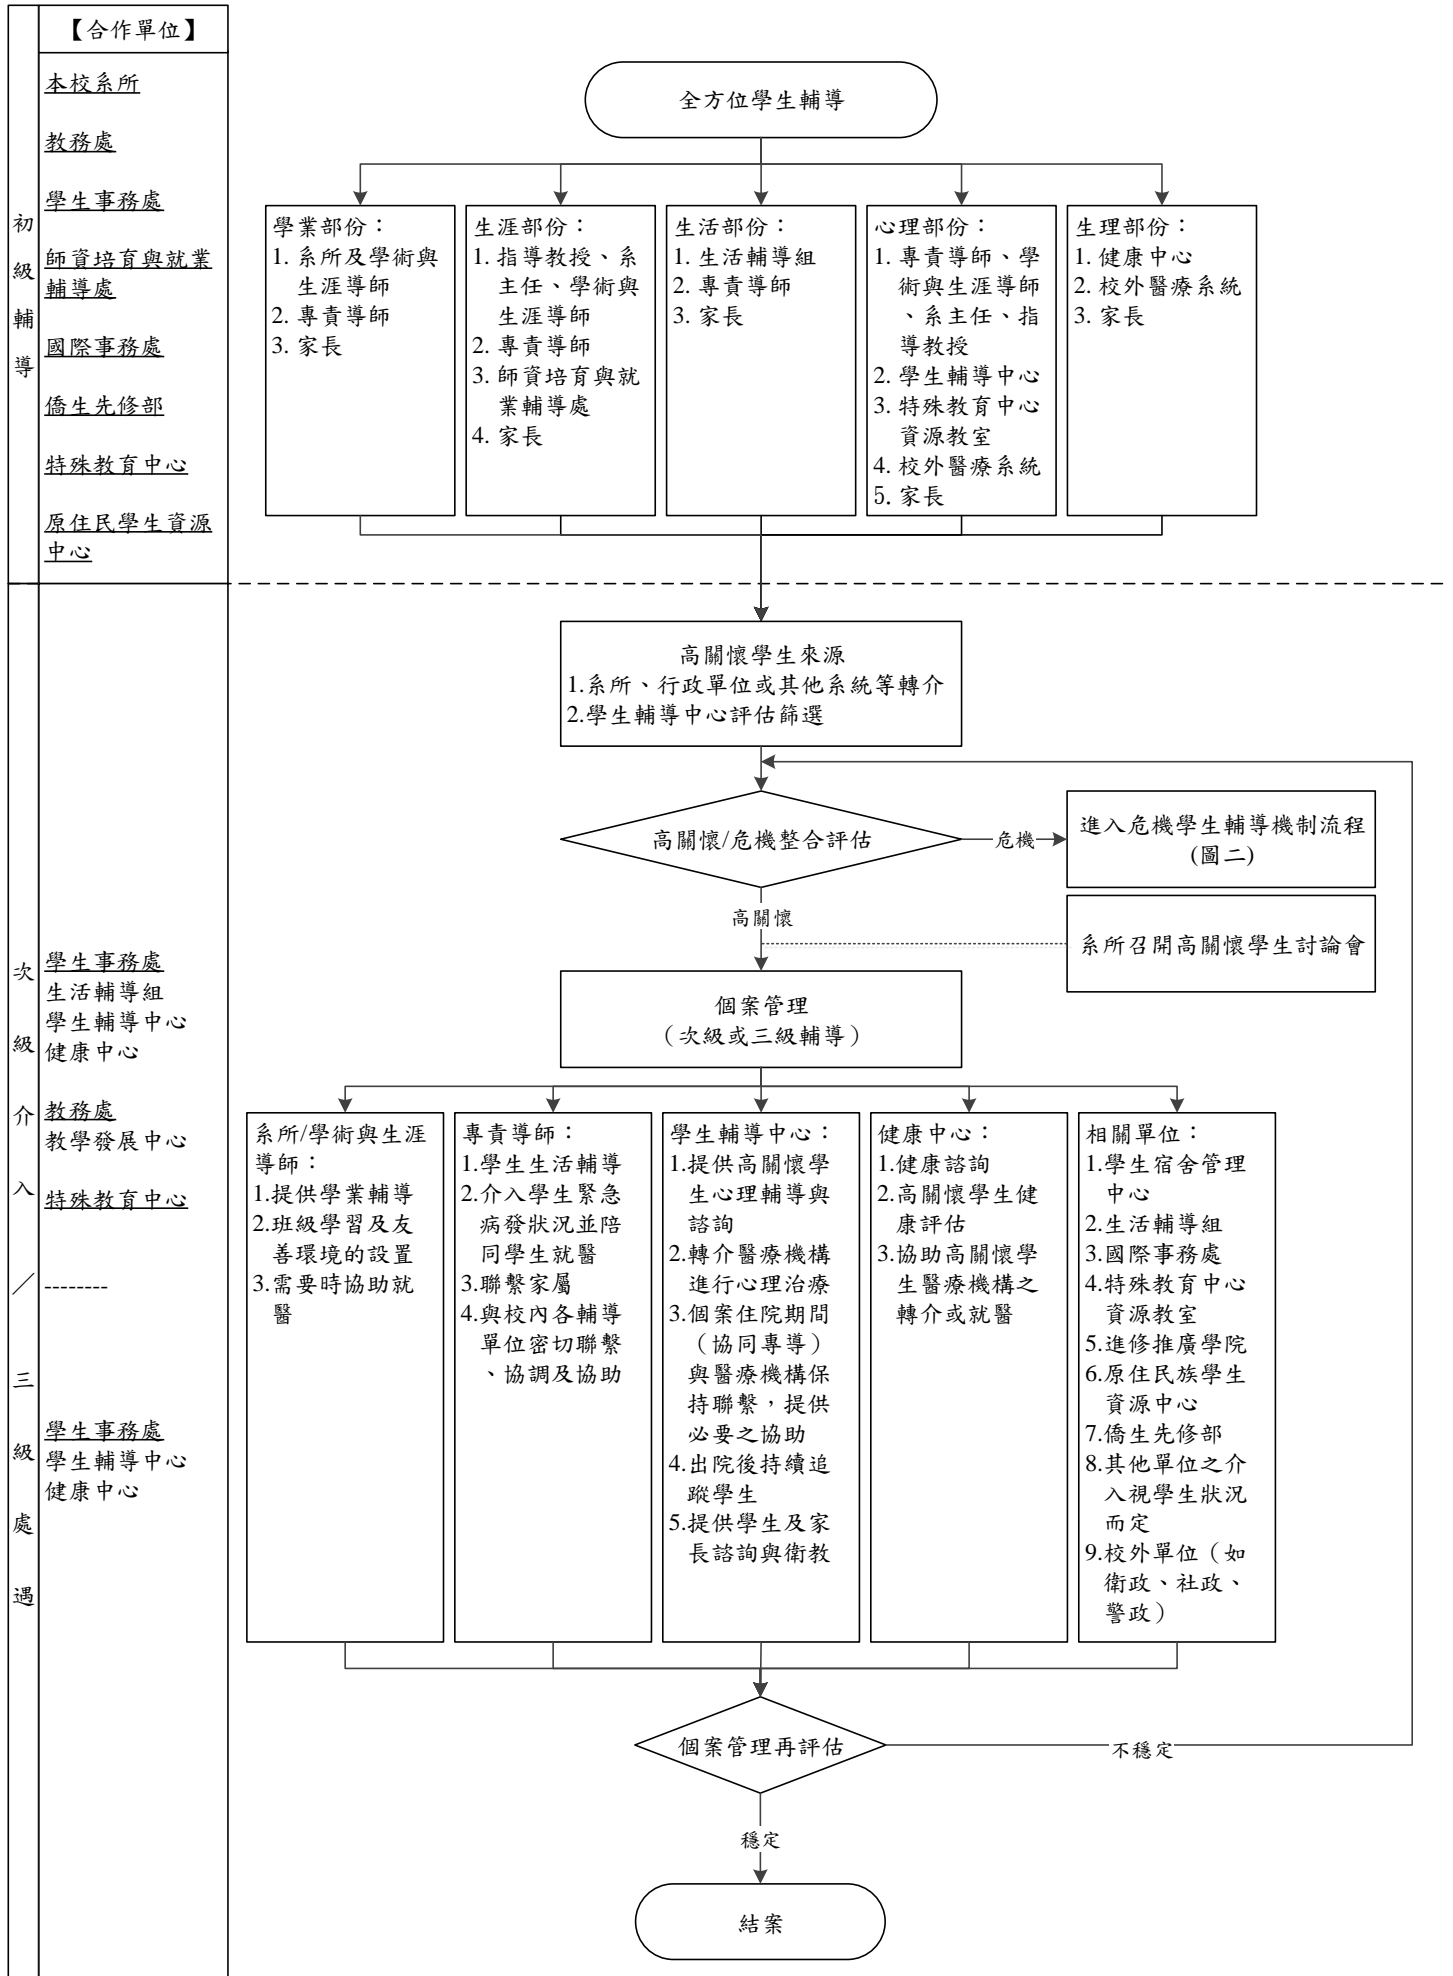 【合作單位】
本校系所
教務處
學生事務處
師資培育與就業
輔導處
國際事務處
僑生先修部
特殊教育中心
原住民學生資源
中心
初級輔導
全方位學生輔導
學業部份：
1. 系所及學術與
生涯導師
2. 專責導師
3. 家長
生涯部份：
1. 指導教授、系
主任、學術與
生涯導師
2. 專責導師
3. 師資培育與就
業輔導處
4. 家長
生活部份：
1. 生活輔導組
2. 專責導師
3. 家長
心理部份：
1. 專責導師、學
術與生涯導師
、系主任、指
導教授
2. 學生輔導中心
3. 特殊教育中心
資源教室
4. 校外醫療系統
5. 家長
生理部份：
1. 健康中心
2. 校外醫療系統
3. 家長
次級介入／三級處遇
學生事務處
生活輔導組
學生輔導中心
健康中心
教務處
教學發展中心
特殊教育中心
--------
學生事務處
學生輔導中心
健康中心
高關懷學生來源
1.系所、行政單位或其他系統等轉介
2.學生輔導中心評估篩選
高關懷/危機整合評估
危機
進入危機學生輔導機制流程
(圖二)
高關懷
系所召開高關懷學生討論會
個案管理
（次級或三級輔導）
系所/學術與生涯
導師：
1.提供學業輔導
2.班級學習及友
善環境的設置
3.需要時協助就
醫
專責導師：
1.學生生活輔導
2.介入學生緊急
病發狀況並陪
同學生就醫
3.聯繫家屬
4.與校內各輔導
單位密切聯繫
、協調及協助
學生輔導中心：
1.提供高關懷學
生心理輔導與
諮詢
2.轉介醫療機構
進行心理治療
3.個案住院期間
（協同專導）
與醫療機構保
持聯繫，提供
必要之協助
4.出院後持續追
蹤學生
5.提供學生及家
長諮詢與衛教
健康中心：
1.健康諮詢
2.高關懷學生健
康評估
3.協助高關懷學
生醫療機構之
轉介或就醫
相關單位：
1.學生宿舍管理
中心
2.生活輔導組
3.國際事務處
4.特殊教育中心
資源教室
5.進修推廣學院
6.原住民族學生
資源中心
7.僑生先修部
8.其他單位之介
入視學生狀況
而定
9.校外單位（如
衛政、社政、
警政）
個案管理再評估
不穩定
穩定
結案